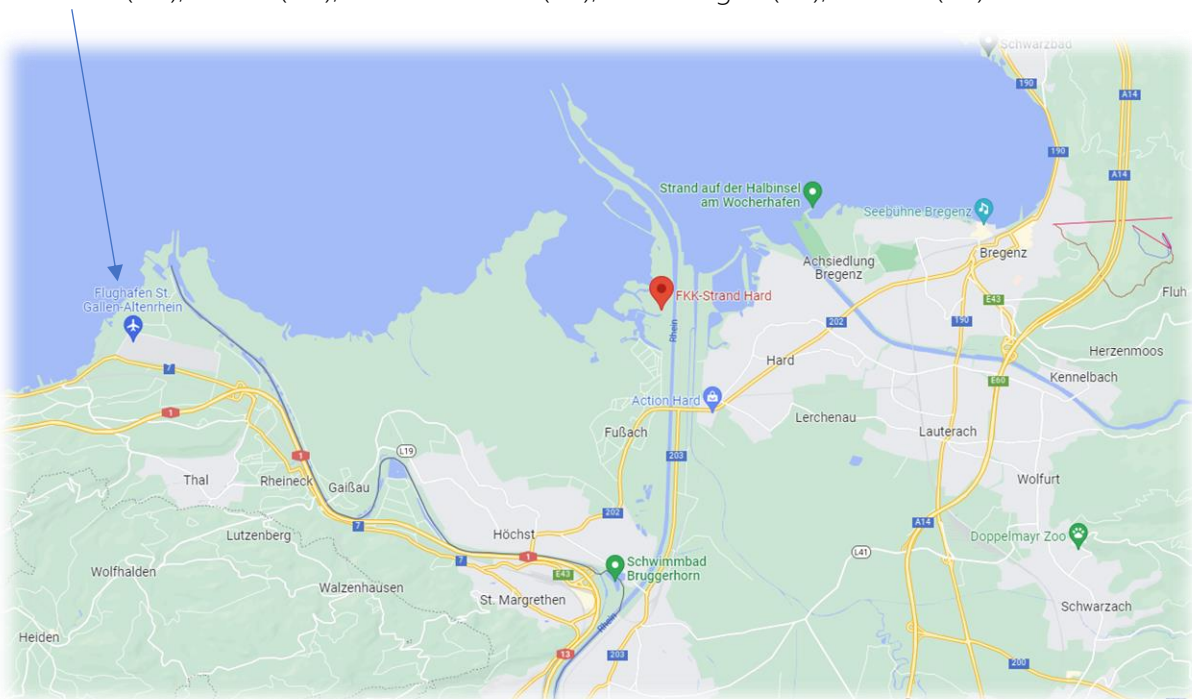 Schwarzbad
190
A14
190
A14
Strand auf der Halbinsel
am Wocherhafen
Seebühne Bregenz
Bregenz
Achsiedlung
Bregenz
Flughafen St.
Gallen-Altenrhein
FKK-Strand Hard
Rhein
E43
Fluh
202
190
7
Herzenmoos
Hard
Kennelbach
E60
Action Hard
1
Lerchenau
Fußach
Lauterach
L19
1
203
Thal
Rheineck
Gaißau
Wolfurt
202
7
A14
Lutzenberg
Höchst
Doppelmayr Zoo
L41
1
7
Schwimmbad
Bruggerhorn
E43
Wolfhalden
Walzenhausen
St. Margrethen
Schwarzach
Rhein
Heiden
13
203
200